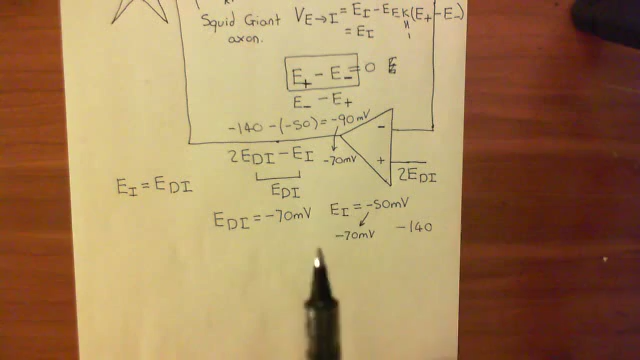 Squid Giant axon.
V_E→I = E_I - E_E K(E_+ - E_-)
= E_I
E_+ - E_- = 0 E
E_- - E_+
-140 -(-50) = -90mV
-
2E_DI - E_I
-70mV
+
2E_DI
E_I = E_DI
E_DI
E_DI = -70mV
E_I = -50mV
-70mV
-140